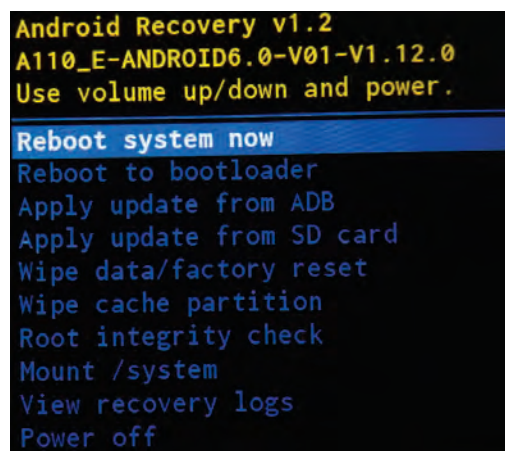 Android Recovery v1.2
A110_E-ANDROID6.0-V01-V1.12.0
Use volume up/down and power.
Reboot system now
Reboot to bootloader
Apply update from ADB
Apply update from SD card
Wipe data/factory reset
Wipe cache partition
Root integrity check
Mount /system
View recovery logs
Power off